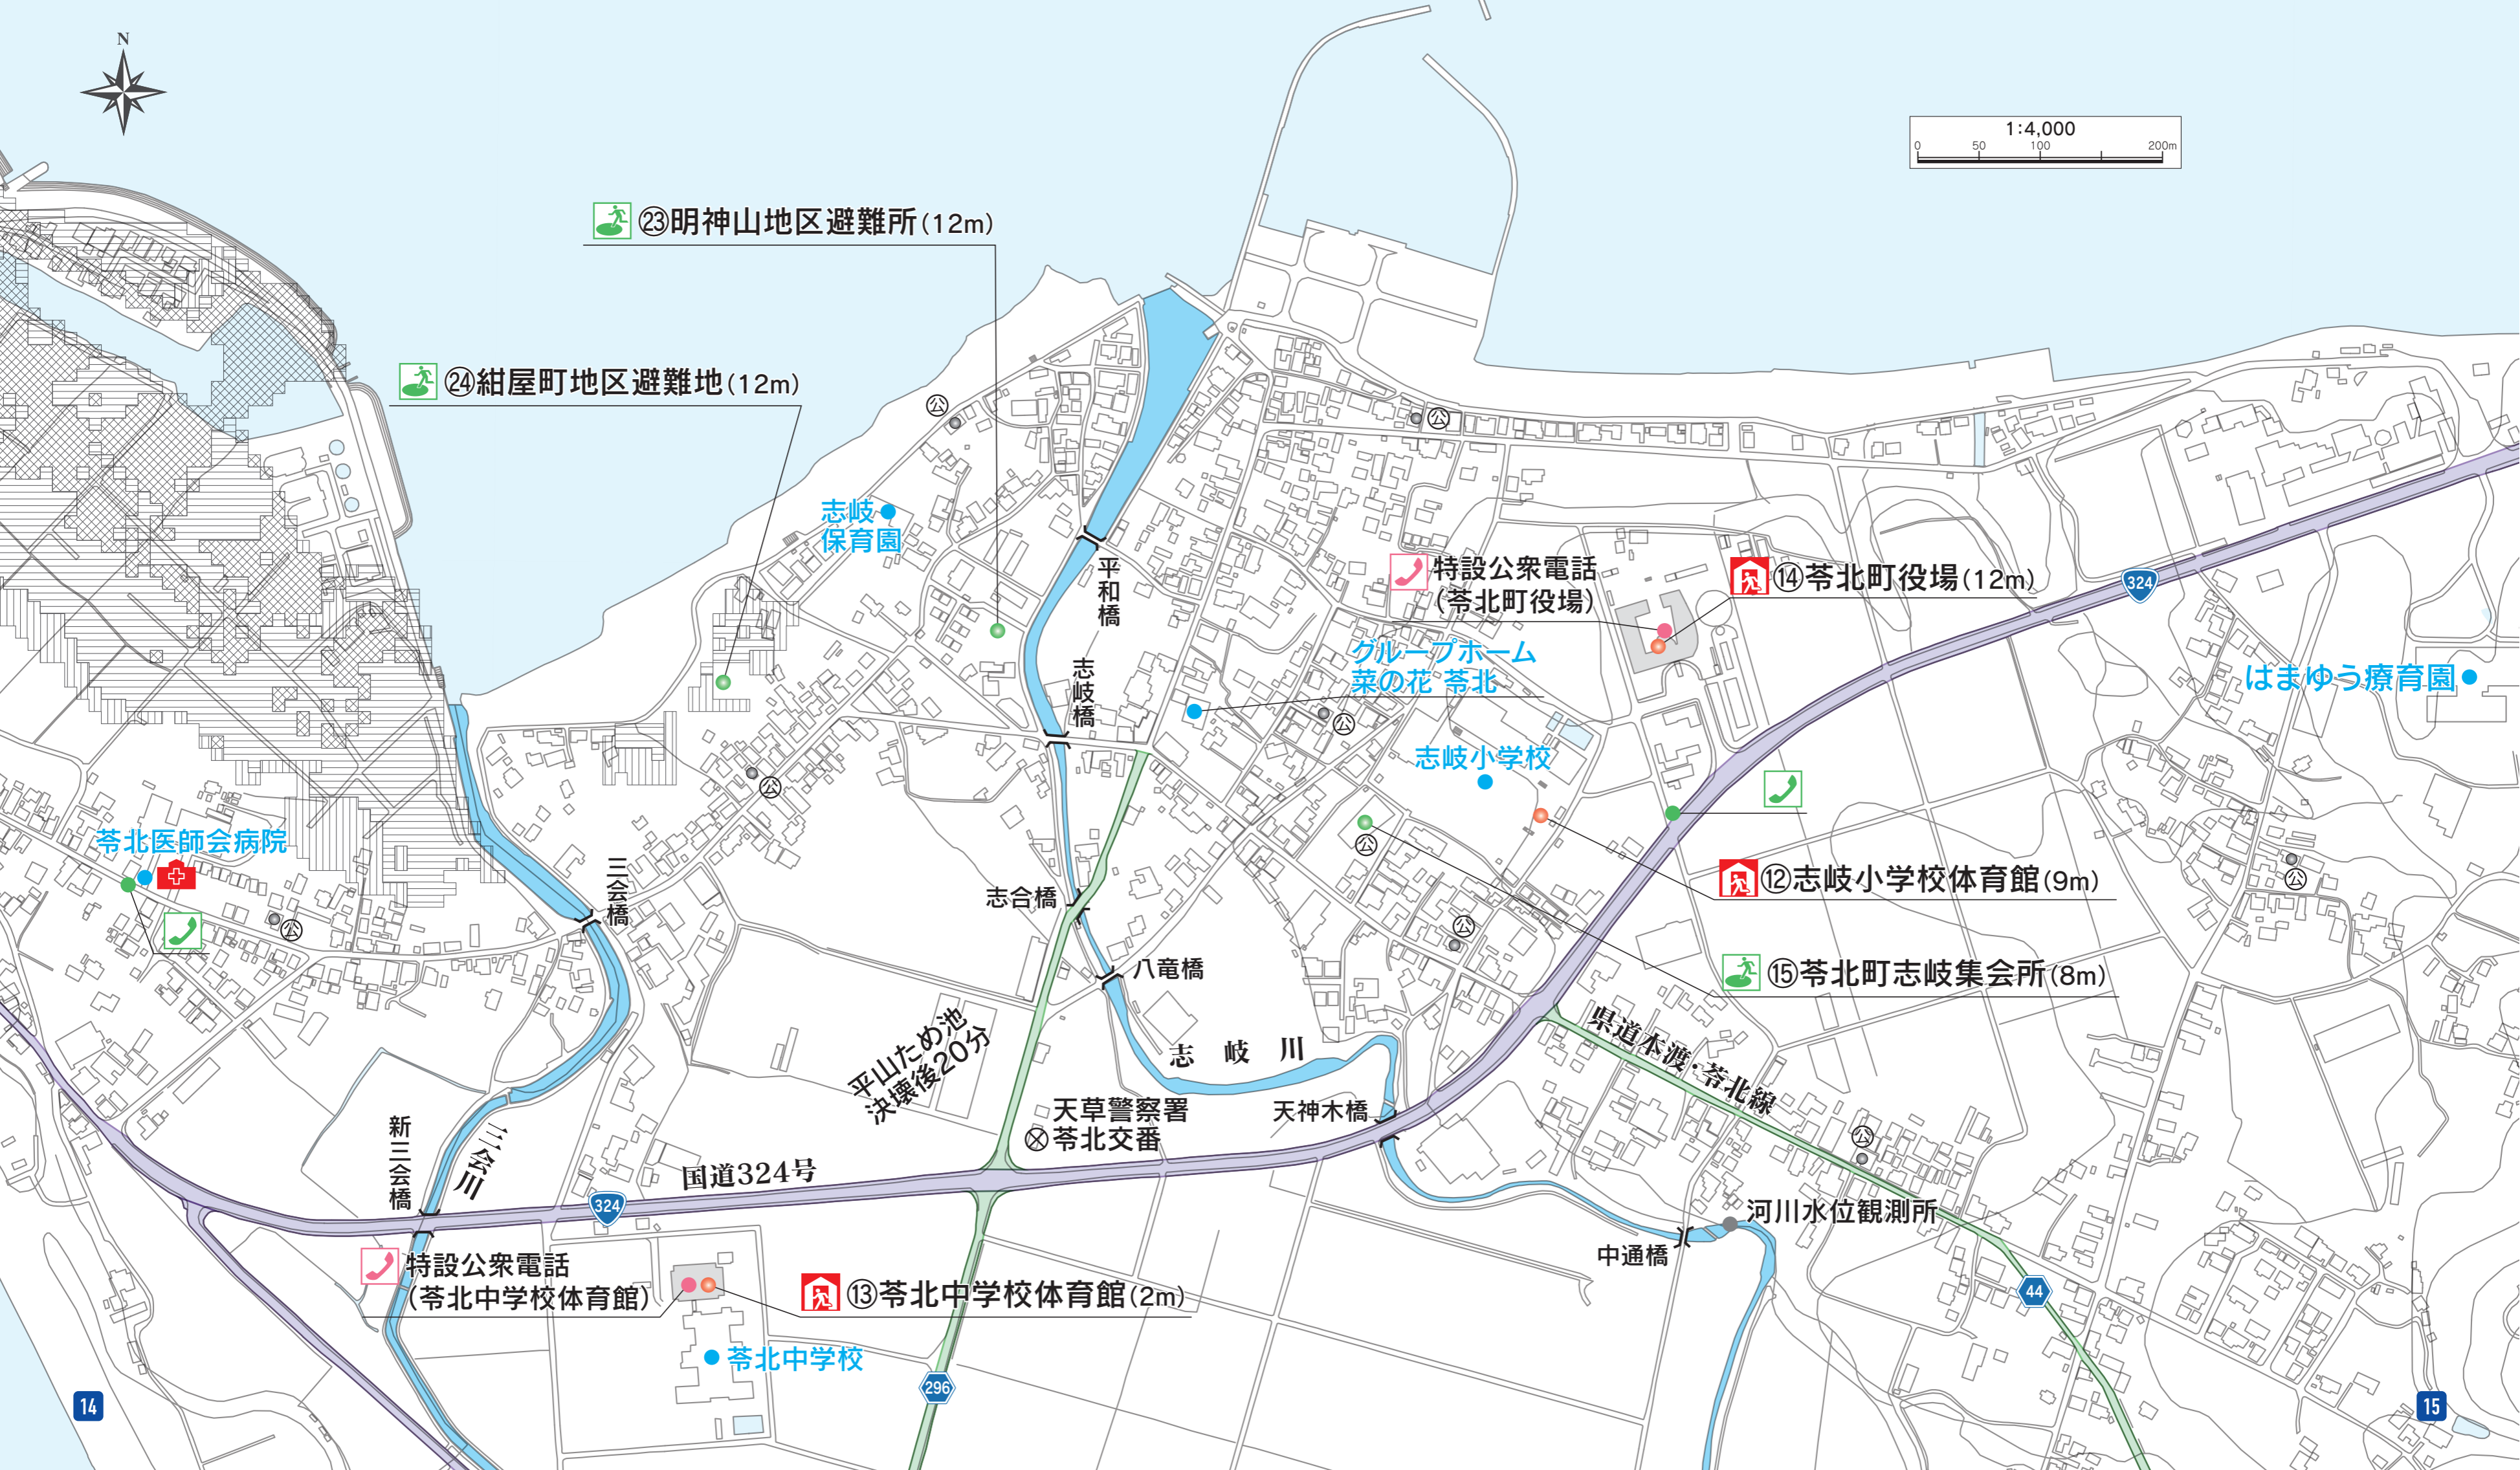 N
1:4,000
0 50 100 200m
㉓明神山地区避難所(12m)
㉔紺屋町地区避難地(12m)
公
公
志岐
保育園
平和橋
特設公衆電話
(苓北町役場)
⑭苓北町役場(12m)
324
グループホーム
菜の花 苓北
はまゆう療育園
志岐橋
公
志岐小学校
公
苓北医師会病院
公
三会橋
志合橋
公
⑫志岐小学校体育館(9m)
公
公
八竜橋
⑮苓北町志岐集会所(8m)
平山ため池
決壊後20分
志岐川
県道本渡・苓北線
天草警察署
苓北交番
天神木橋
公
新三会橋
三会川
国道324号
324
河川水位観測所
中通橋
特設公衆電話
(苓北中学校体育館)
⑬苓北中学校体育館(2m)
44
苓北中学校
296
14
15